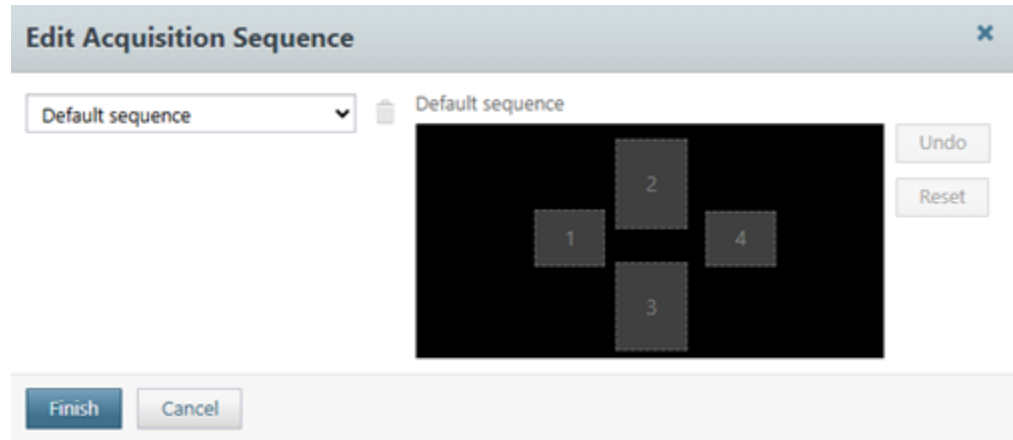 Edit Acquisition Sequence
Default sequence
Default sequence
Undo
Reset
2
1
4
3
Finish
Cancel